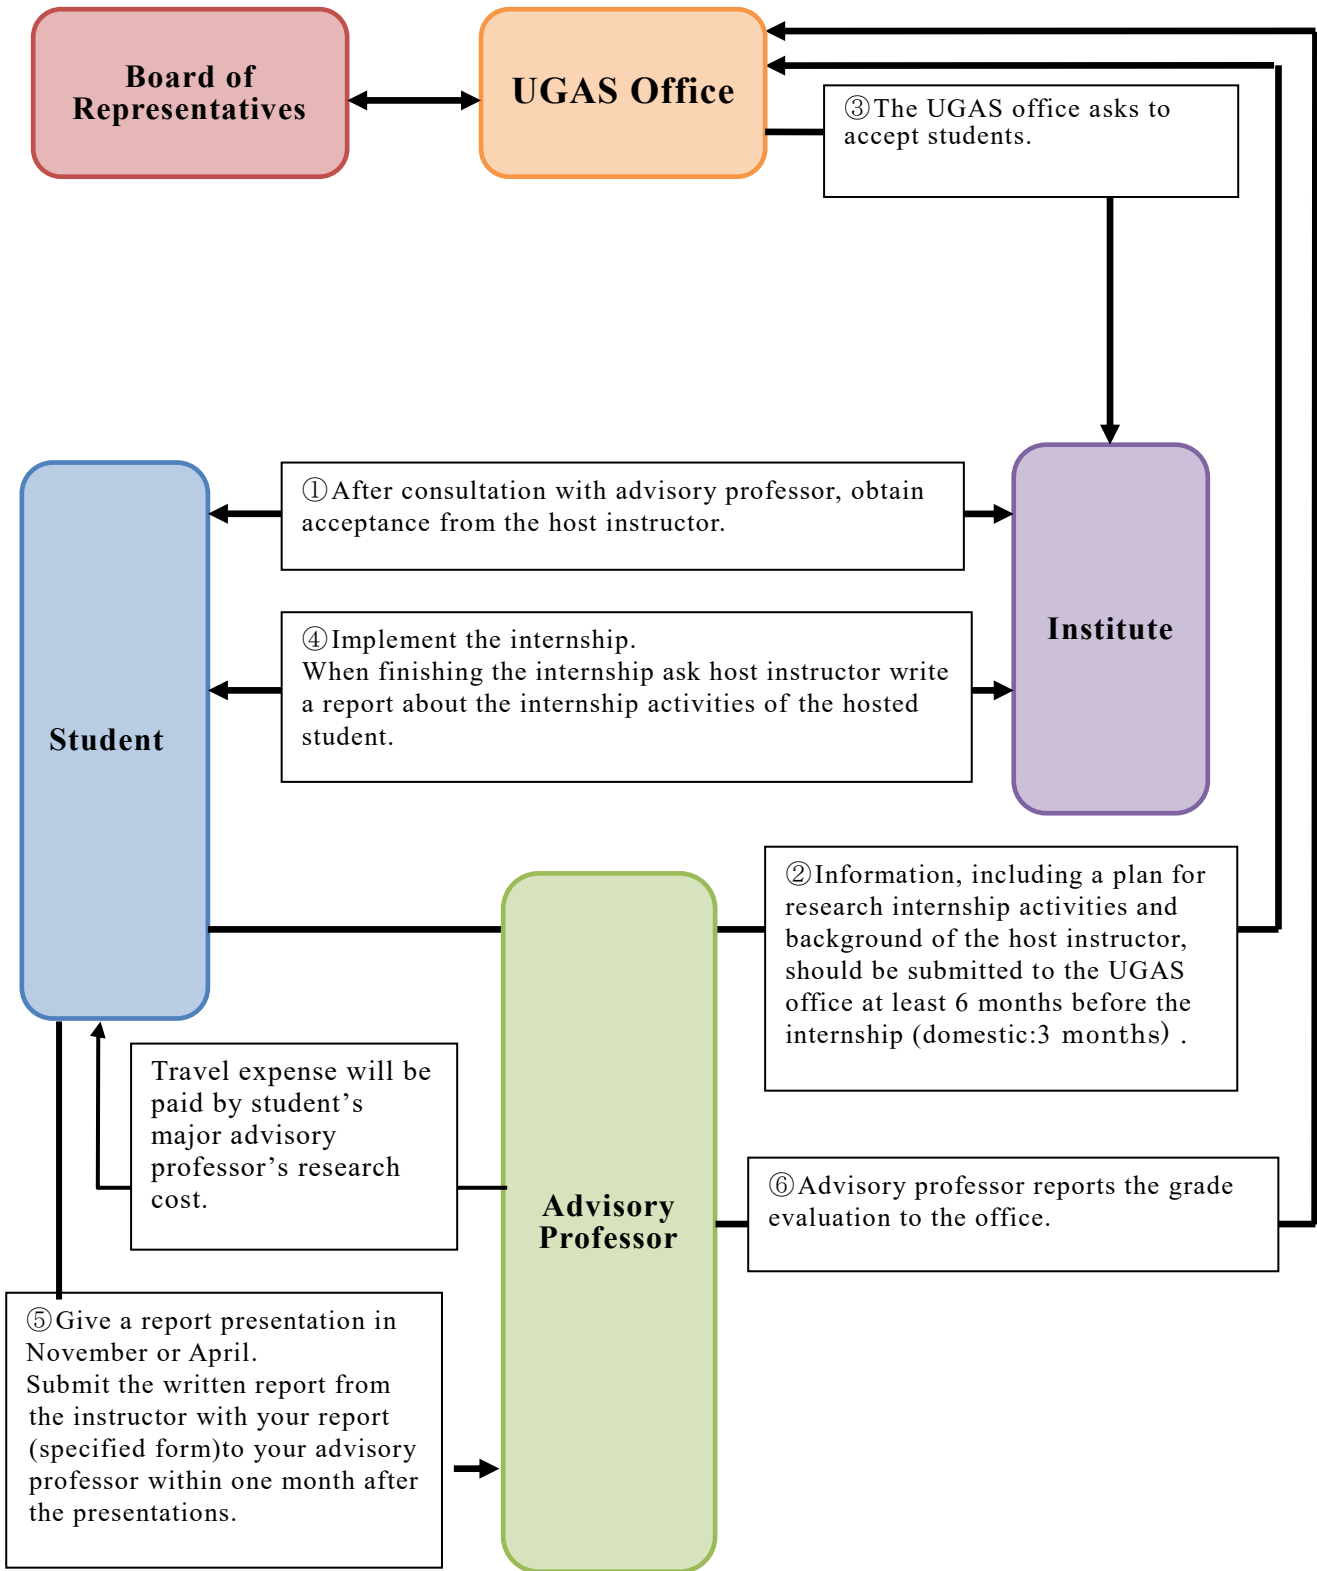 Board of
Representatives
UGAS Office
③The UGAS office asks to
accept students.
①After consultation with advisory professor, obtain
acceptance from the host instructor.
④Implement the internship.
When finishing the internship ask host instructor write
a report about the internship activities of the hosted
student.
Institute
Student
②Information, including a plan for
research internship activities and
background of the host instructor,
should be submitted to the UGAS
office at least 6 months before the
internship (domestic:3 months) .
Travel expense will be
paid by student’s
major advisory
professor’s research
cost.
Advisory
Professor
⑥Advisory professor reports the grade
evaluation to the office.
⑤Give a report presentation in
November or April.
Submit the written report from
the instructor with your report
(specified form)to your advisory
professor within one month after
the presentations.